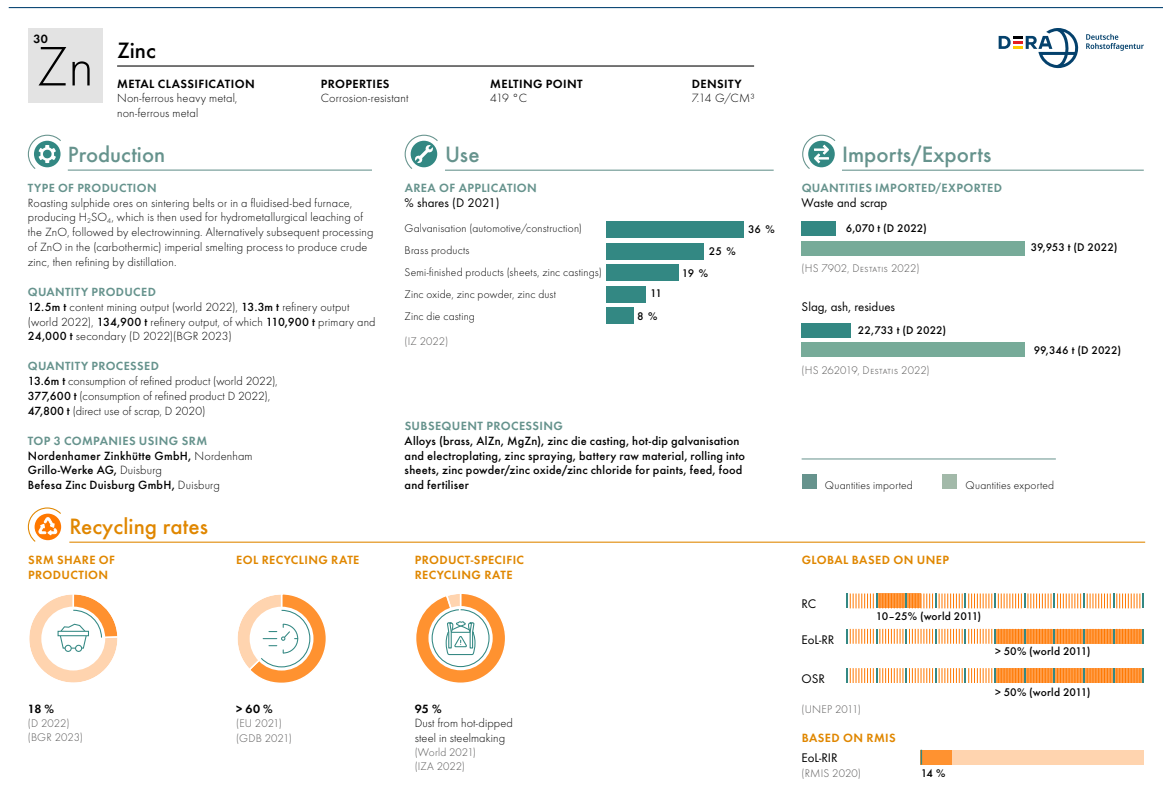 30
Zn
Zinc
METAL CLASSIFICATION
Non-ferrous heavy metal,
non-ferrous metal
PROPERTIES
Corrosion-resistant
MELTING POINT
419 °C
DENSITY
7.14 G/CM³
DERA
Deutsche
Rohstoffagentur
Production
TYPE OF PRODUCTION
Roasting sulphide ores on sintering belts or in a fluidised-bed furnace,
producing H₂SO₄, which is then used for hydrometallurgical leaching of
the ZnO, followed by electrowinning. Alternatively subsequent processing
of ZnO in the (carbothermic) imperial smelting process to produce crude
zinc, then refining by distillation.
QUANTITY PRODUCED
12.5m t content mining output (world 2022), 13.3m t refinery output
(world 2022), 134,900 t refinery output, of which 110,900 t primary and
24,000 t secondary (D 2022)(BGR 2023)
QUANTITY PROCESSED
13.6m t consumption of refined product (world 2022),
377,600 t (consumption of refined product D 2022),
47,800 t (direct use of scrap, D 2020)
TOP 3 COMPANIES USING SRM
Nordenhamer Zinkhütte GmbH, Nordenham
Grillo-Werke AG, Duisburg
Befesa Zinc Duisburg GmbH, Duisburg
Use
AREA OF APPLICATION
% shares (D 2021)
Galvanisation (automotive/construction) 36 %
Brass products 25 %
Semi-finished products (sheets, zinc castings) 19 %
Zinc oxide, zinc powder, zinc dust 11
Zinc die casting 8 %
(IZ 2022)
SUBSEQUENT PROCESSING
Alloys (brass, AlZn, MgZn), zinc die casting, hot-dip galvanisation
and electroplating, zinc spraying, battery raw material, rolling into
sheets, zinc powder/zinc oxide/zinc chloride for paints, feed, food
and fertiliser
Imports/Exports
QUANTITIES IMPORTED/EXPORTED
Waste and scrap
6,070 t (D 2022)
39,953 t (D 2022)
(HS 7902, Destatis 2022)
Slag, ash, residues
22,733 t (D 2022)
99,346 t (D 2022)
(HS 262019, Destatis 2022)
Quantities imported
Quantities exported
Recycling rates
SRM SHARE OF
PRODUCTION
18 %
(D 2022)
(BGR 2023)
EOL RECYCLING RATE
> 60 %
(EU 2021)
(GDB 2021)
PRODUCT-SPECIFIC
RECYCLING RATE
95 %
Dust from hot-dipped
steel in steelmaking
(World 2021)
(IZA 2022)
GLOBAL BASED ON UNEP
RC
10–25% (world 2011)
EoL-RR
> 50% (world 2011)
OSR
> 50% (world 2011)
(UNEP 2011)
BASED ON RMIS
EoL-RIR
(RMIS 2020)
14 %